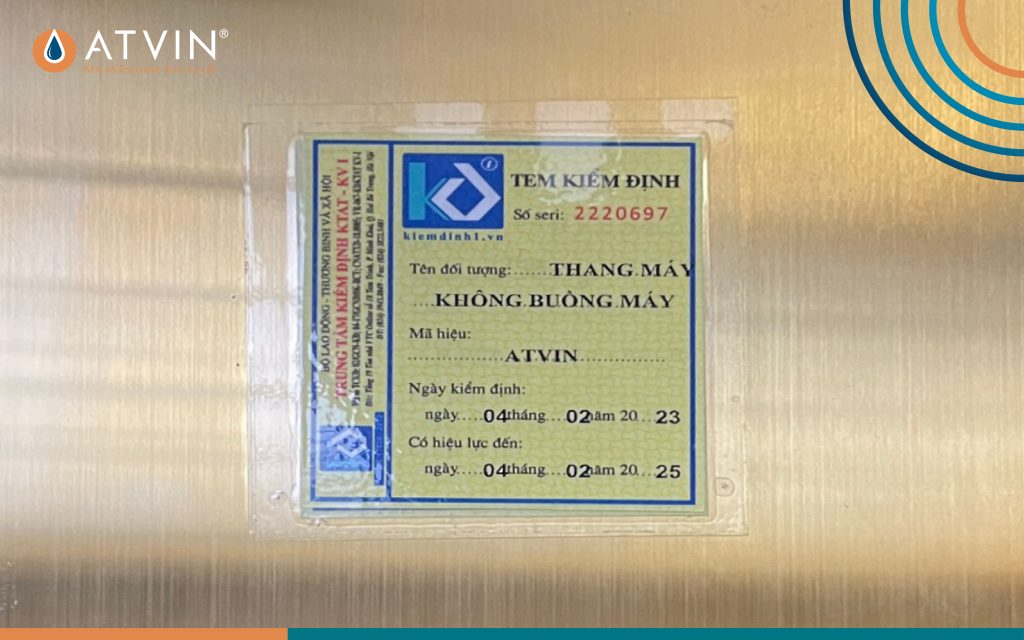 ATVIN®
BỘ LAO ĐỘNG - THƯƠNG BINH VÀ XÃ HỘI
TRUNG TÂM KIỂM ĐỊNH KTAT - KV I
TEM KIỂM ĐỊNH
Số seri: 2220697
kiemdinh1.vn
Tên đối tượng:......THANG.MÁY
....KHÔNG.BUỒNG.MÁY
Mã hiệu:
.................ATVIN...............
Ngày kiểm định:
ngày.....04tháng....02năm 20...23
Có hiệu lực đến:
ngày.....04tháng....02năm 20...25